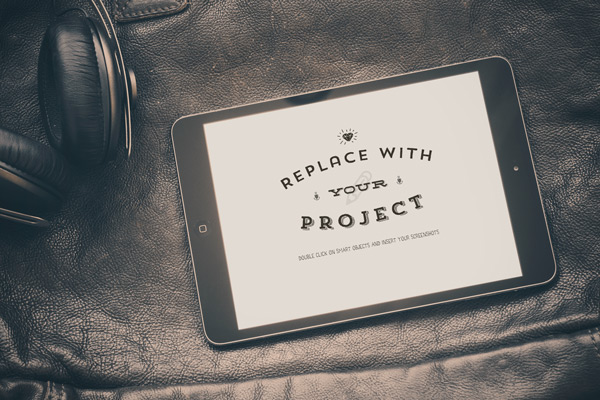 REPLACE WITH
YOUR
PROJECT
DOUBLE CLICK ON SMART OBJECTS AND INSERT YOUR SCREENSHOTS